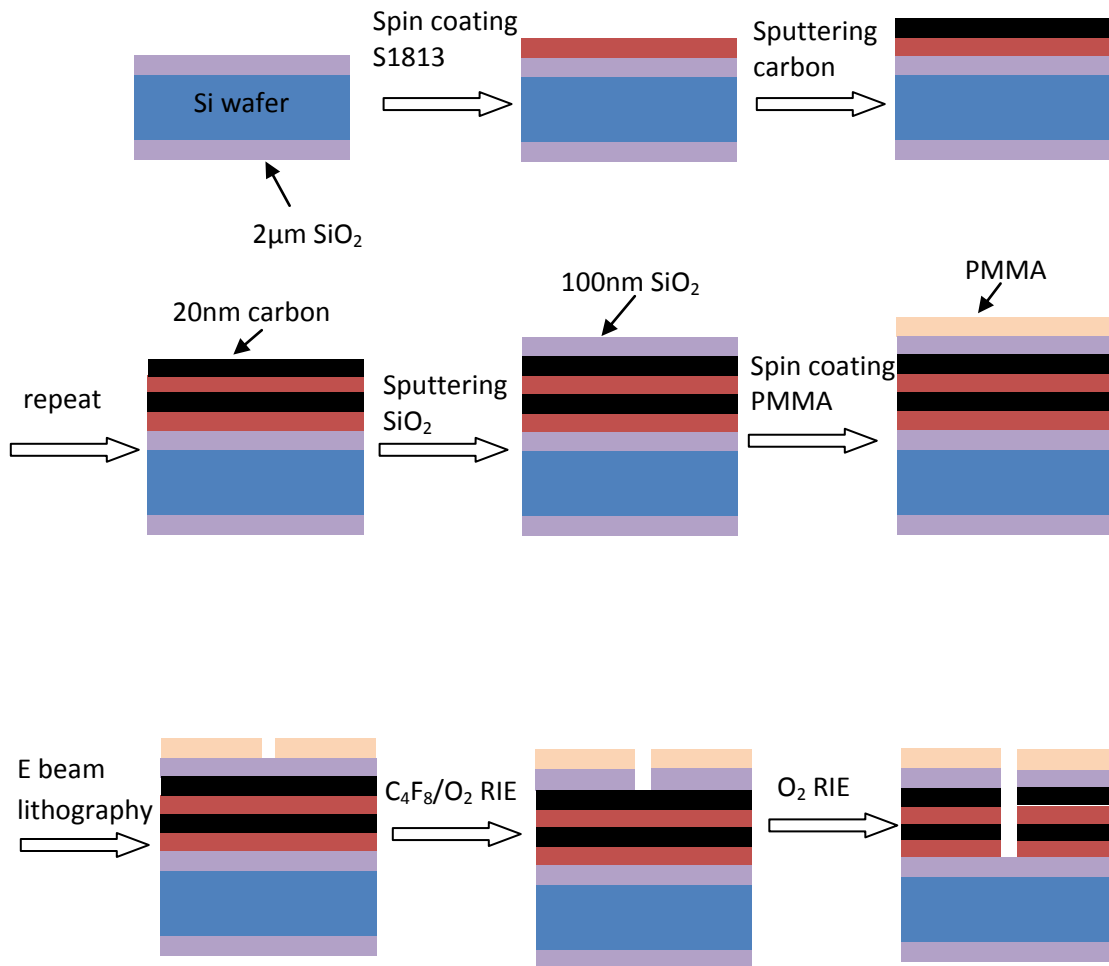 Spin coating
S1813
Sputtering
carbon
Si wafer
2µm SiO₂
100nm SiO₂
PMMA
20nm carbon
repeat
Sputtering
SiO₂
Spin coating
PMMA
E beam
lithography
C₄F₈/O₂ RIE
O₂ RIE